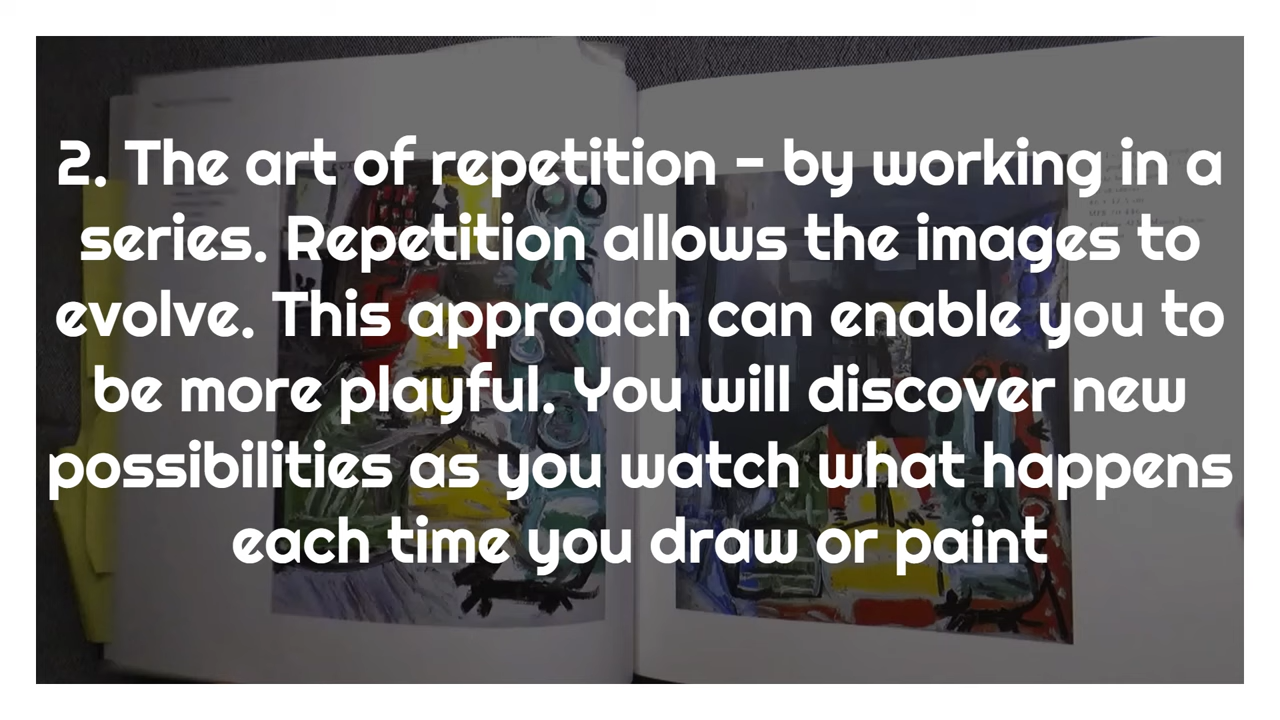 2. The art of repetition - by working in a
series. Repetition allows the images to
evolve. This approach can enable you to
be more playful. You will discover new
possibilities as you watch what happens
each time you draw or paint